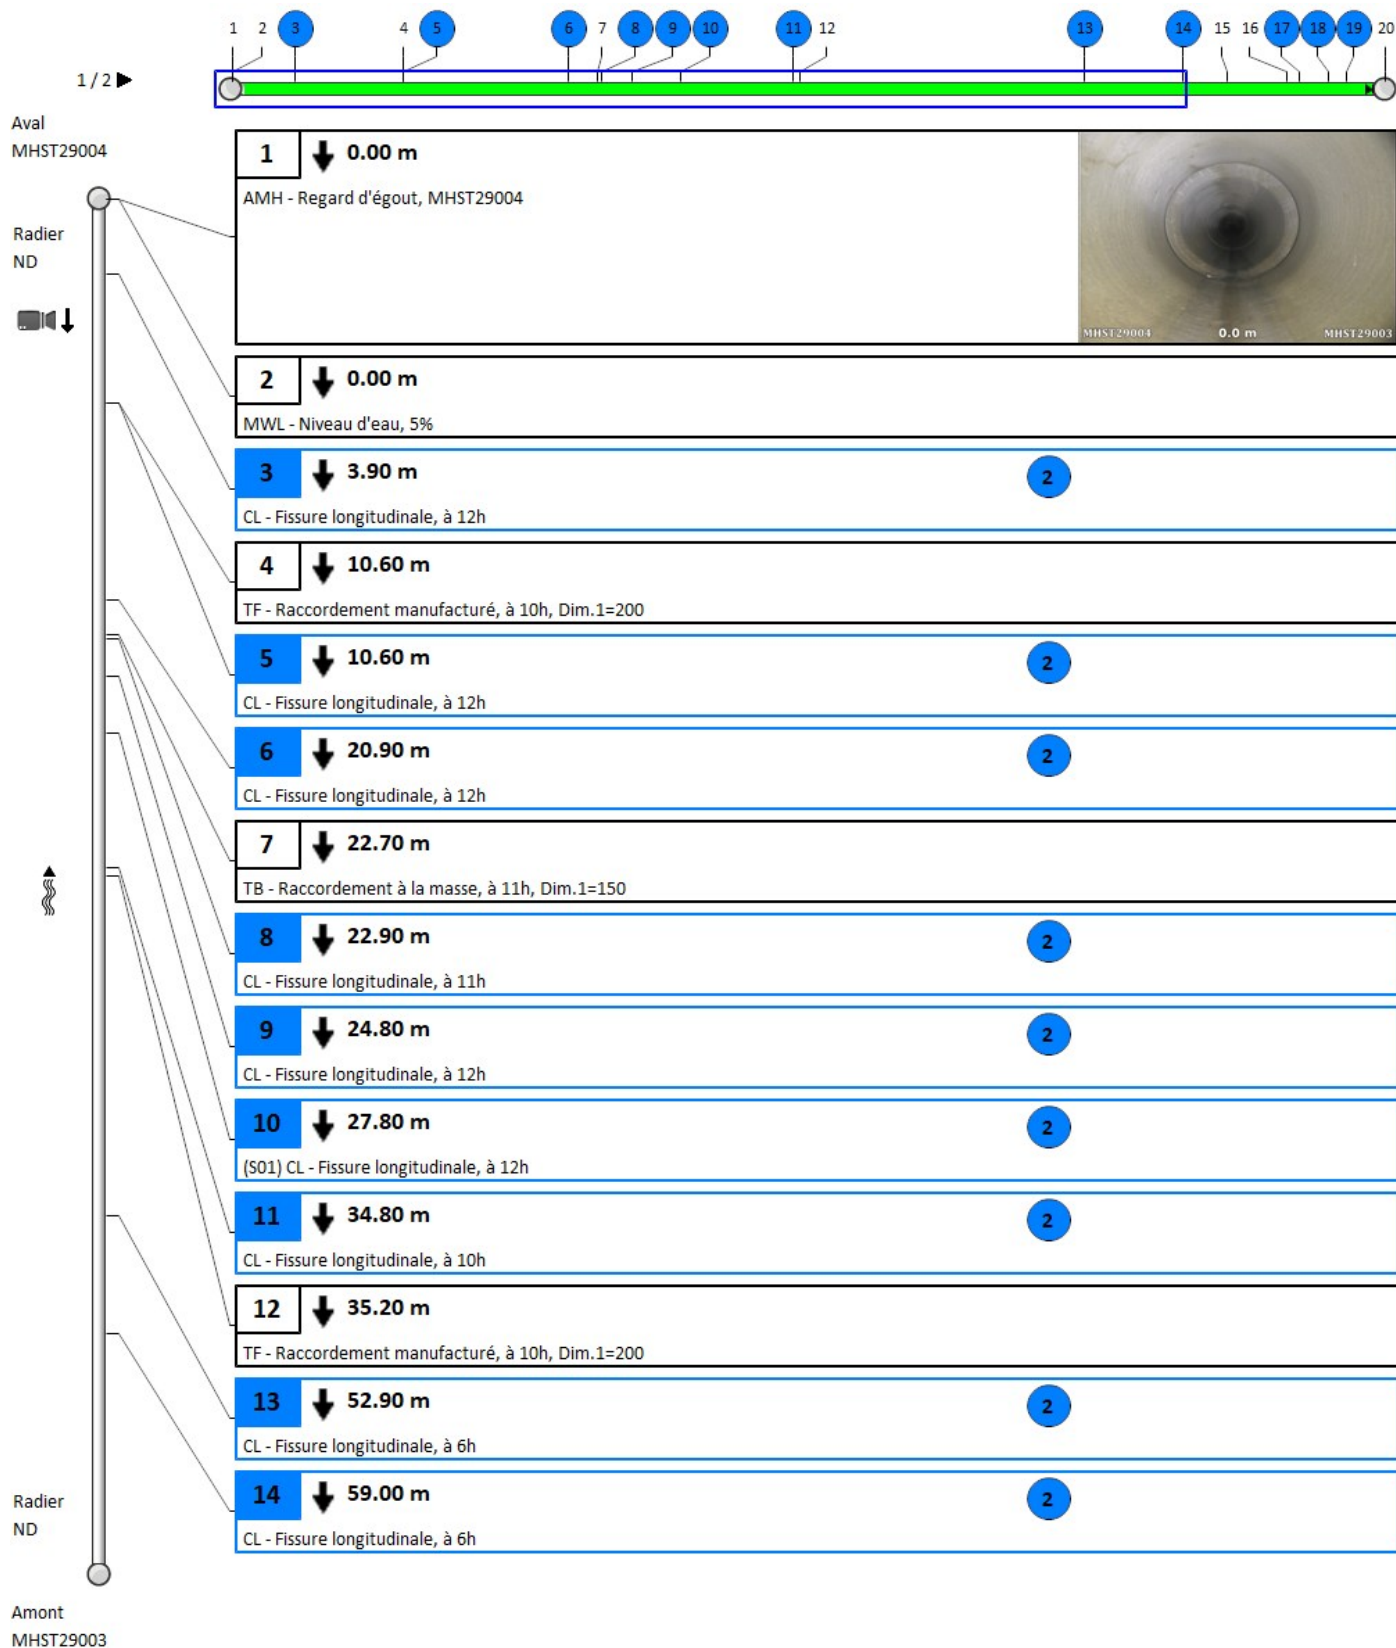 1 2 3 4 5 6 7 8 9 10 11 12 13 14 15 16 17 18 19 20
1 / 2
Aval
MHST29004
Radier
ND
1 0.00 m
AMH - Regard d'égout, MHST29004
MHST29004 0.0 m MHST29003
2 0.00 m
MWL - Niveau d'eau, 5%
3 3.90 m 2
CL - Fissure longitudinale, à 12h
4 10.60 m
TF - Raccordement manufacturé, à 10h, Dim.1=200
5 10.60 m 2
CL - Fissure longitudinale, à 12h
6 20.90 m 2
CL - Fissure longitudinale, à 12h
7 22.70 m
TB - Raccordement à la masse, à 11h, Dim.1=150
8 22.90 m 2
CL - Fissure longitudinale, à 11h
9 24.80 m 2
CL - Fissure longitudinale, à 12h
10 27.80 m 2
(S01) CL - Fissure longitudinale, à 12h
11 34.80 m 2
CL - Fissure longitudinale, à 10h
12 35.20 m
TF - Raccordement manufacturé, à 10h, Dim.1=200
13 52.90 m 2
CL - Fissure longitudinale, à 6h
14 59.00 m 2
CL - Fissure longitudinale, à 6h
Radier
ND
Amont
MHST29003